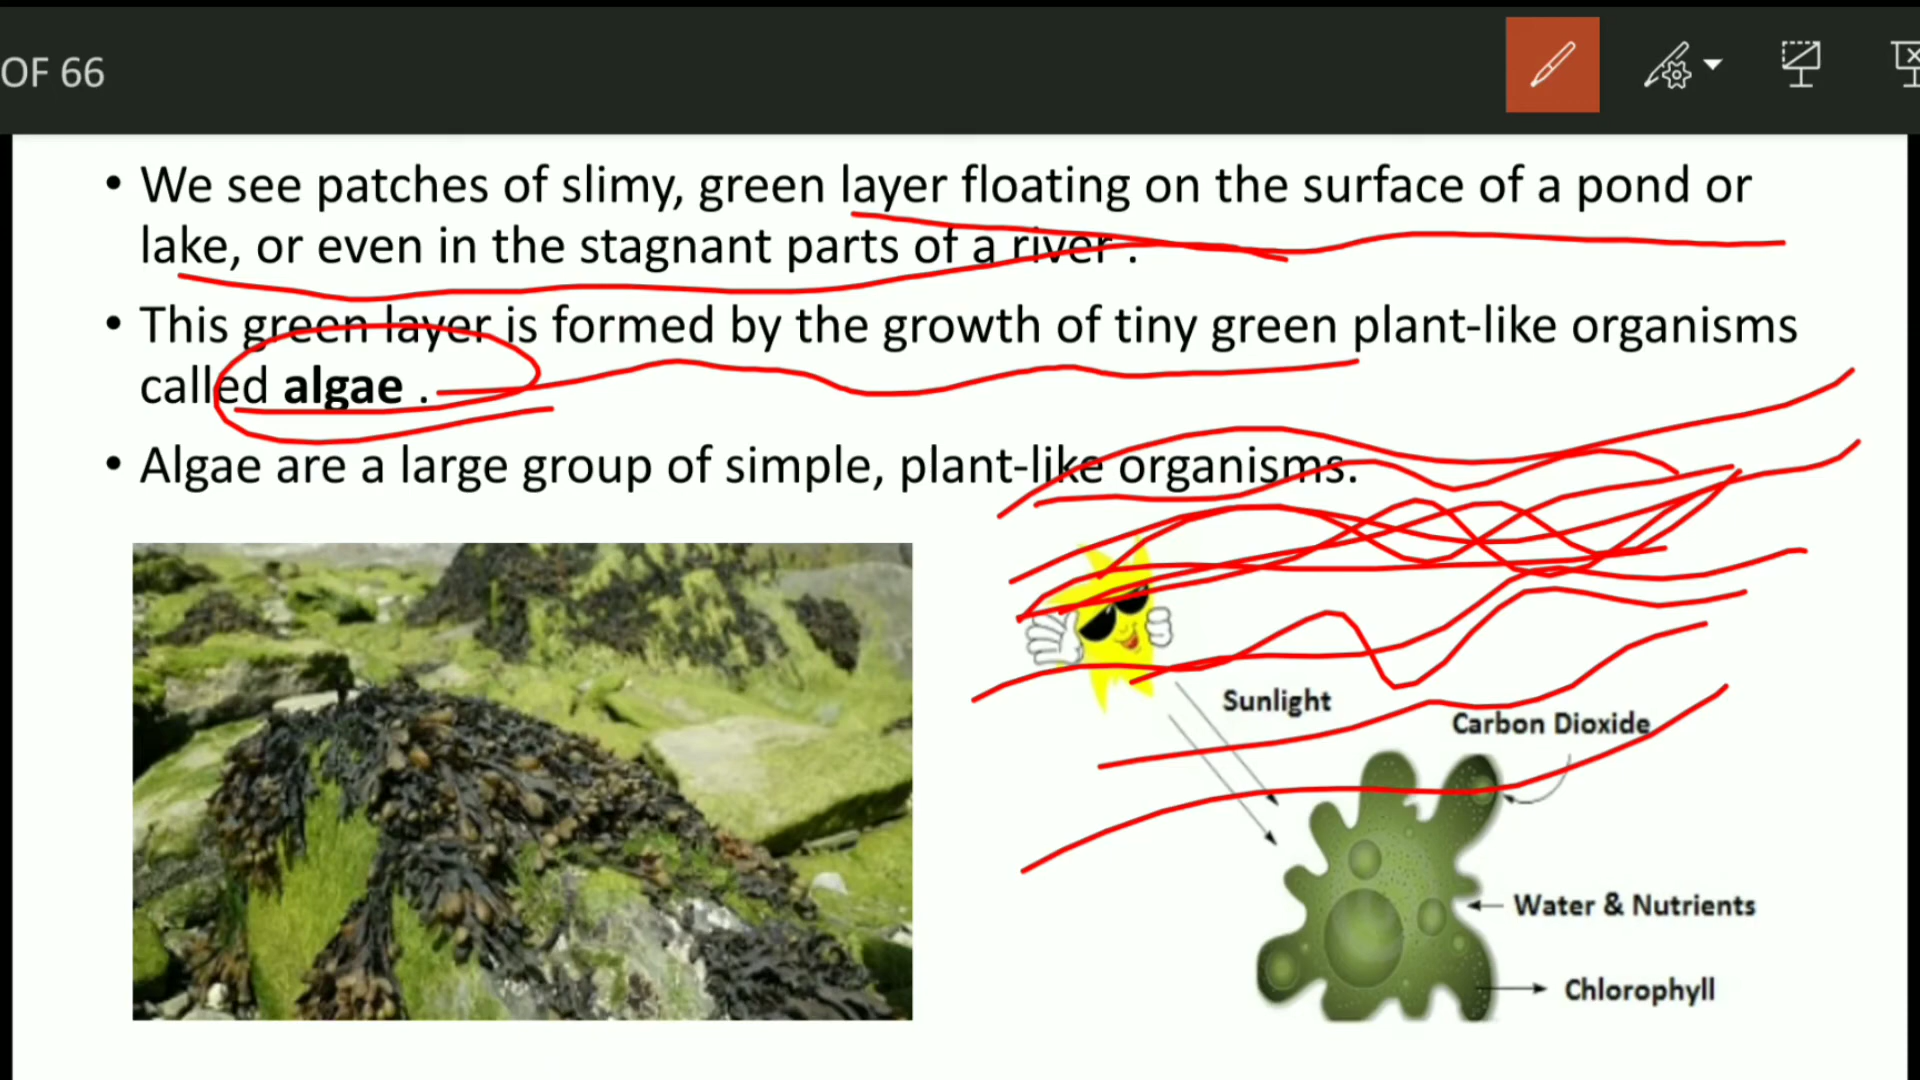 OF 66
• We see patches of slimy, green layer floating on the surface of a pond or
lake, or even in the stagnant parts of a river .
• This green layer is formed by the growth of tiny green plant-like organisms
called algae .
• Algae are a large group of simple, plant-like organisms.
Sunlight
Carbon Dioxide
Water & Nutrients
Chlorophyll